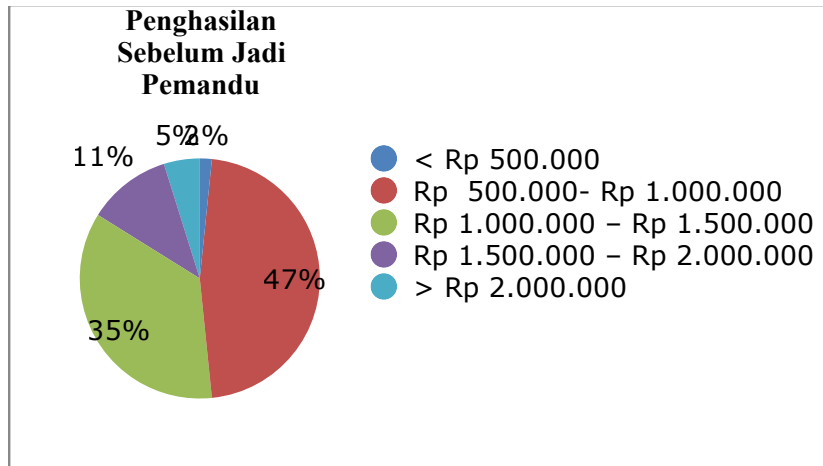 Penghasilan
Sebelum Jadi
Pemandu
5%
2%
11%
47%
35%
< Rp 500.000
Rp  500.000- Rp 1.000.000
Rp 1.000.000 – Rp 1.500.000
Rp 1.500.000 – Rp 2.000.000
> Rp 2.000.000